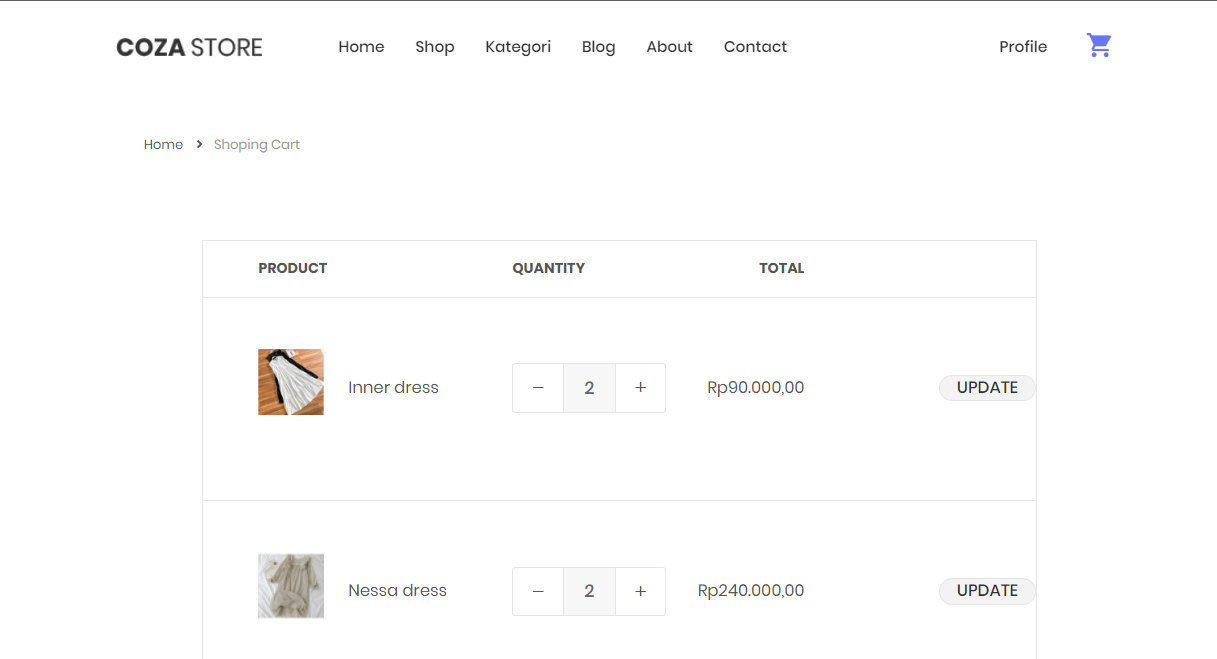 COZA STORE Home Shop Kategori Blog About Contact Profile
Home > Shoping Cart
PRODUCT QUANTITY TOTAL
Inner dress − 2 + Rp90.000,00 UPDATE
Nessa dress − 2 + Rp240.000,00 UPDATE